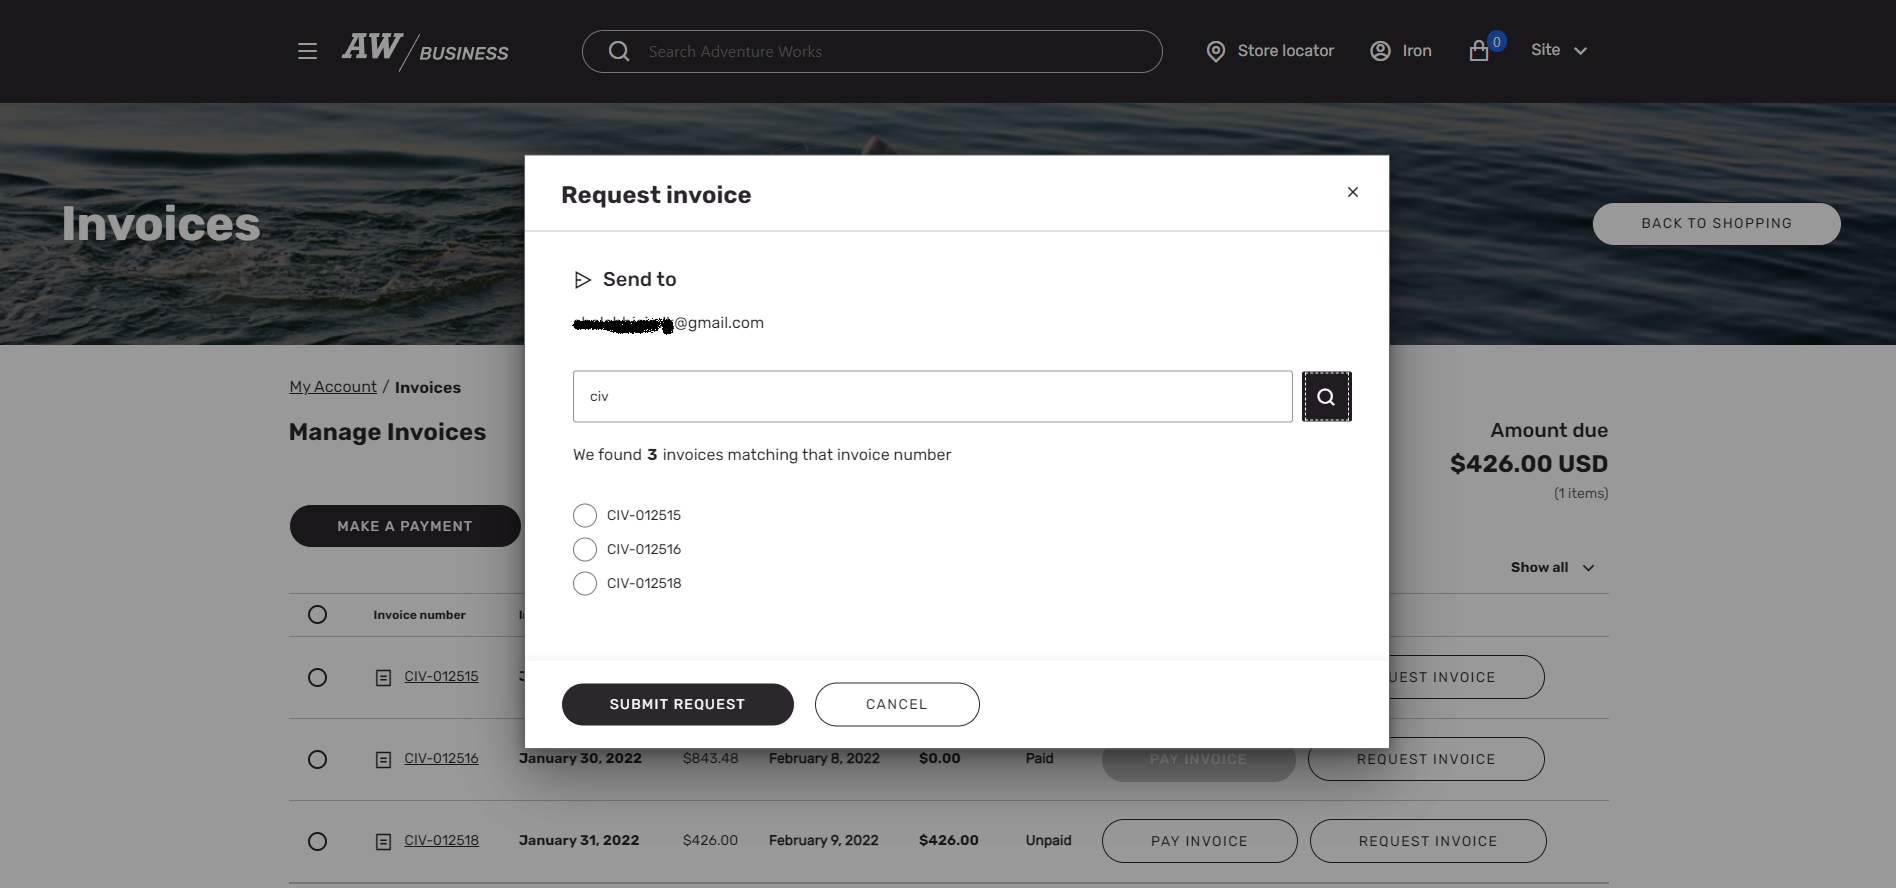 AW/BUSINESS
Search Adventure Works
Store locator
Iron
0
Site
Invoices
BACK TO SHOPPING
Request invoice
Send to
@gmail.com
civ
We found 3 invoices matching that invoice number
CIV-012515
CIV-012516
CIV-012518
SUBMIT REQUEST
CANCEL
My Account / Invoices
Manage Invoices
Amount due
$426.00 USD
(1 items)
MAKE A PAYMENT
Show all
Invoice number
CIV-012515 UEST INVOICE
CIV-012516 January 30, 2022 $843.48 February 8, 2022 $0.00 Paid PAY INVOICE REQUEST INVOICE
CIV-012518 January 31, 2022 $426.00 February 9, 2022 $426.00 Unpaid PAY INVOICE REQUEST INVOICE